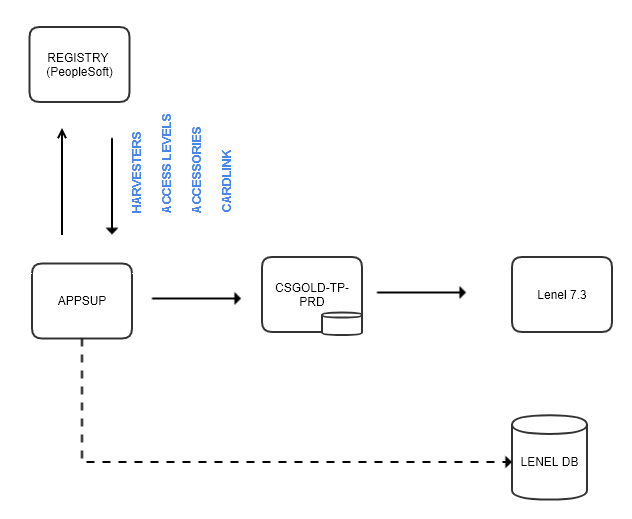 REGISTRY
(PeopleSoft)
HARVESTERS
ACCESS LEVELS
ACCESSORIES
CARDLINK
APPSUP
CSGOLD-TP-
PRD
Lenel 7.3
LENEL DB